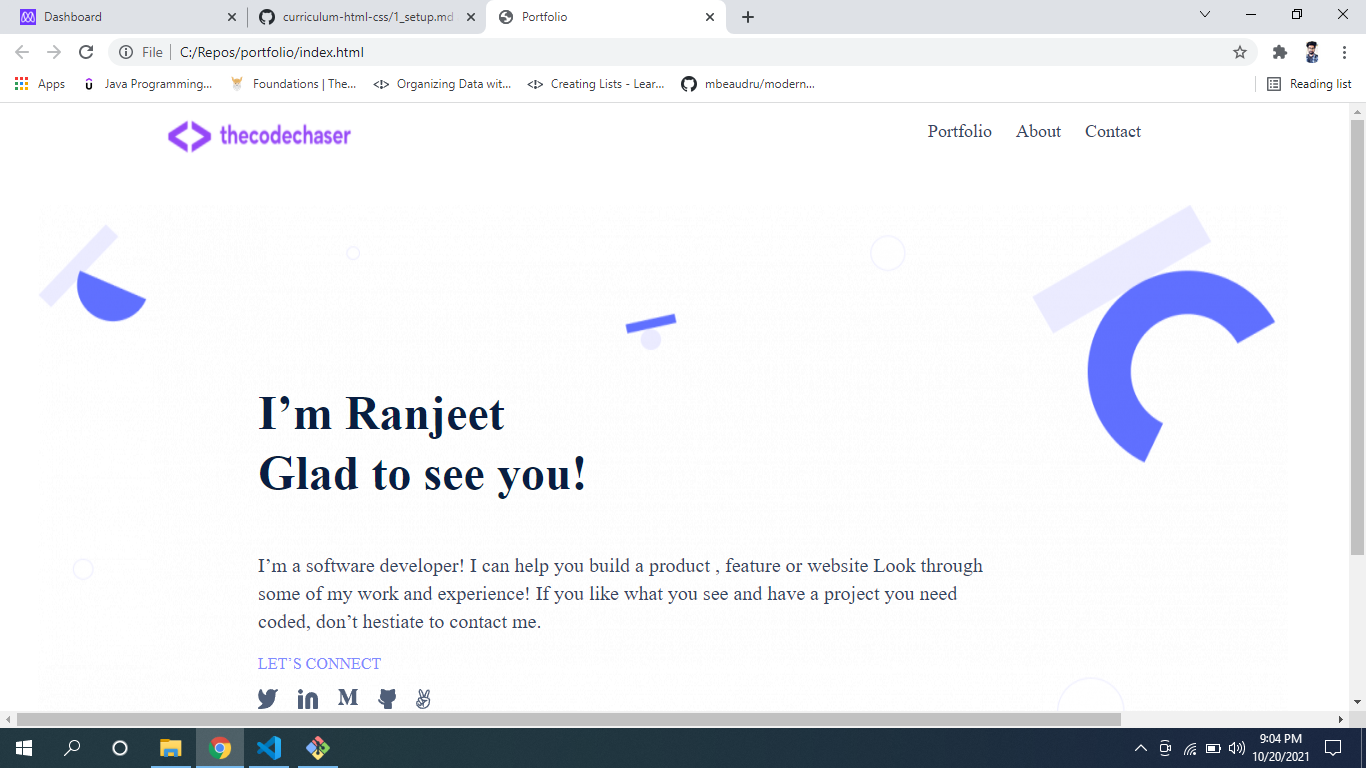 Dashboard
curriculum-html-css/1_setup.md
Portfolio
File
C:/Repos/portfolio/index.html
Apps
Java Programming...
Foundations | The...
Organizing Data wit...
Creating Lists - Lear...
mbeaudru/modern...
Reading list
thecodechaser
Portfolio
About
Contact
I’m Ranjeet
Glad to see you!
I’m a software developer! I can help you build a product , feature or website Look through
some of my work and experience! If you like what you see and have a project you need
coded, don’t hestiate to contact me.
LET’S CONNECT
9:04 PM
10/20/2021